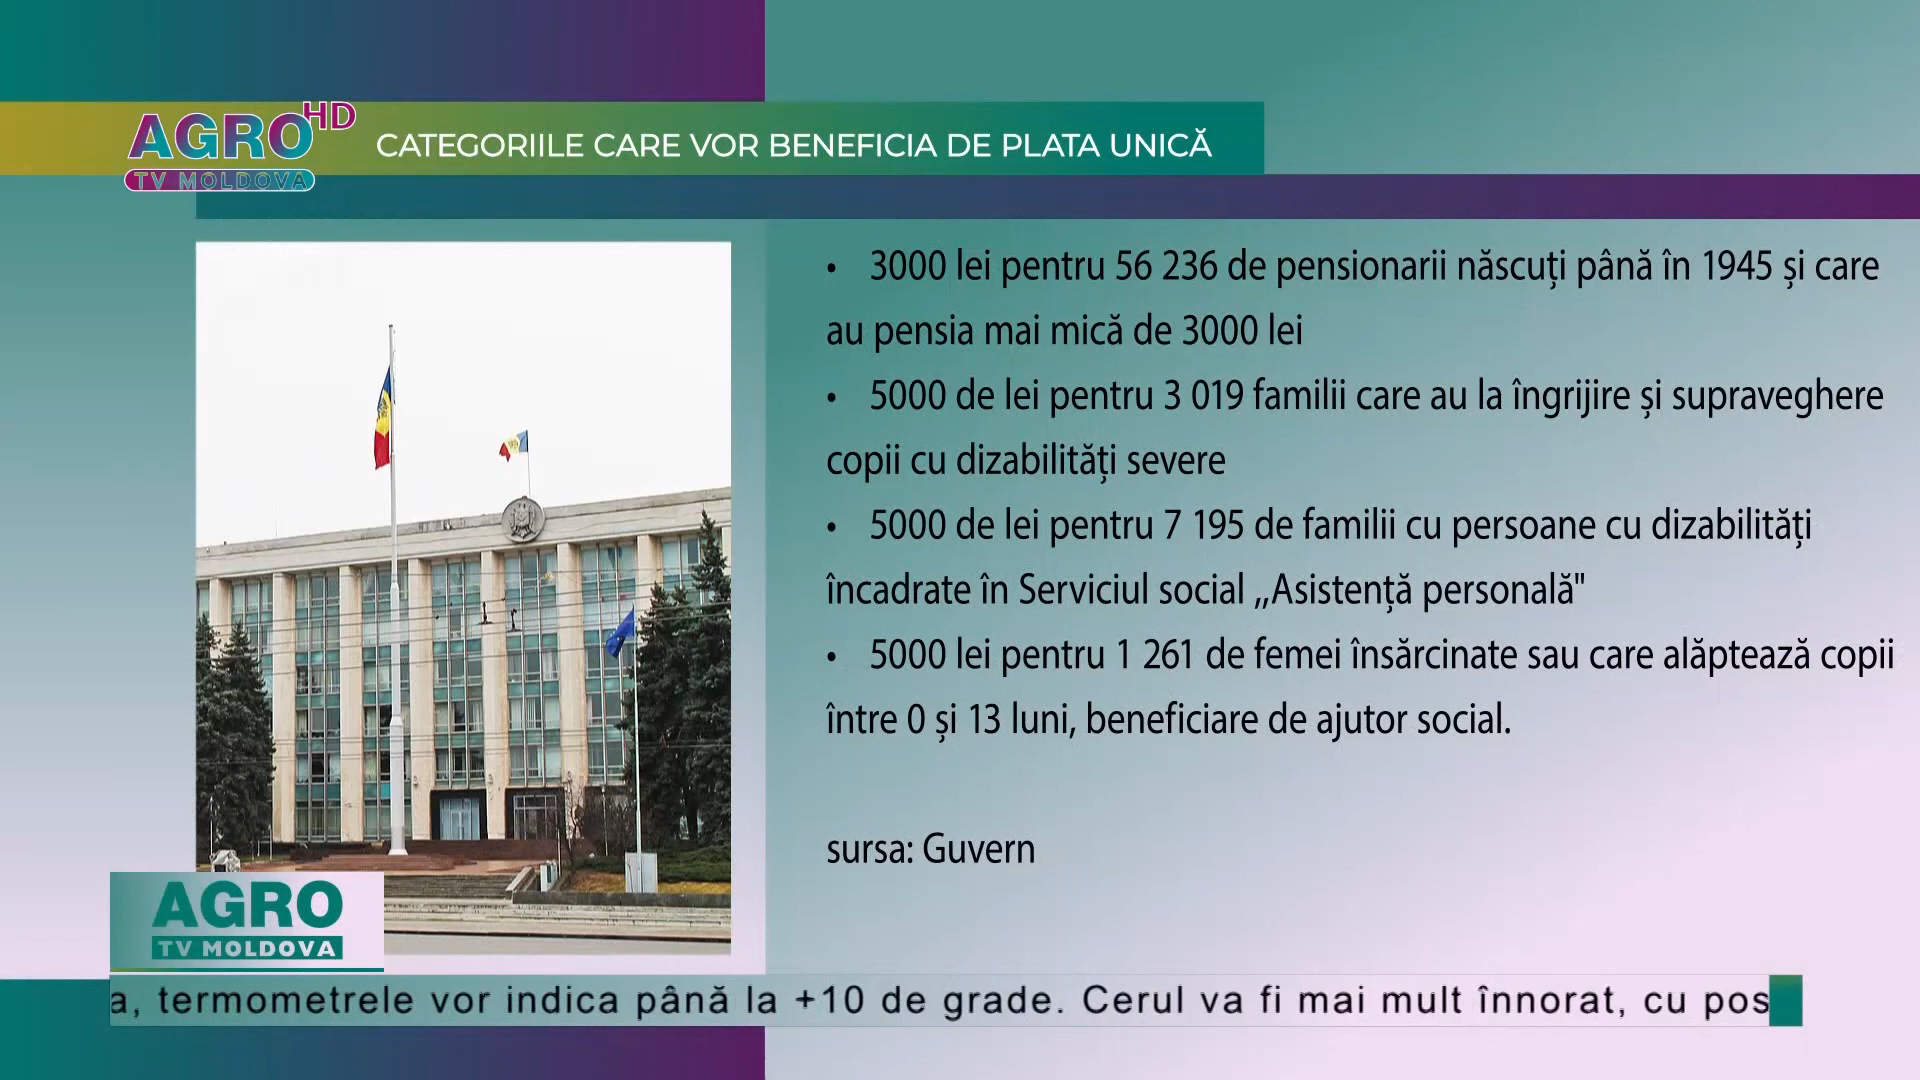 AGRO HD
TV MOLDOVA
CATEGORIILE CARE VOR BENEFICIA DE PLATA UNICĂ
• 3000 lei pentru 56 236 de pensionarii născuți până în 1945 și care
au pensia mai mică de 3000 lei
• 5000 de lei pentru 3 019 familii care au la îngrijire și supraveghere
copii cu dizabilități severe
• 5000 de lei pentru 7 195 de familii cu persoane cu dizabilități
încadrate în Serviciul social ,,Asistență personală"
• 5000 lei pentru 1 261 de femei însărcinate sau care alăptează copii
între 0 și 13 luni, beneficiare de ajutor social.
sursa: Guvern
AGRO
TV MOLDOVA
a, termometrele vor indica până la +10 de grade. Cerul va fi mai mult înnorat, cu pos